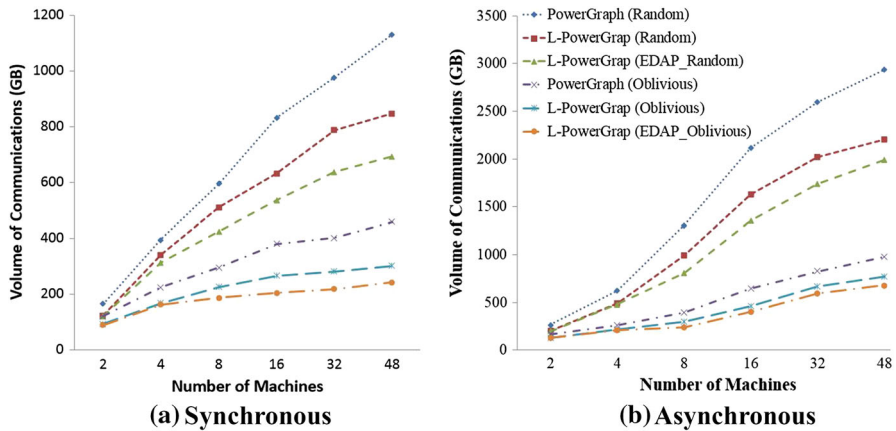 Volume of Communications (GB)
1200
1000
800
600
400
200
0
2 4 8 16 32 48
Number of Machines
(a) Synchronous
Volume of Communications (GB)
3500
3000
2500
2000
1500
1000
500
0
PowerGraph (Random)
L-PowerGrap (Random)
L-PowerGrap (EDAP_Random)
PowerGraph (Oblivious)
L-PowerGrap (Oblivious)
L-PowerGrap (EDAP_Oblivious)
2 4 8 16 32 48
Number of Machines
(b) Asynchronous